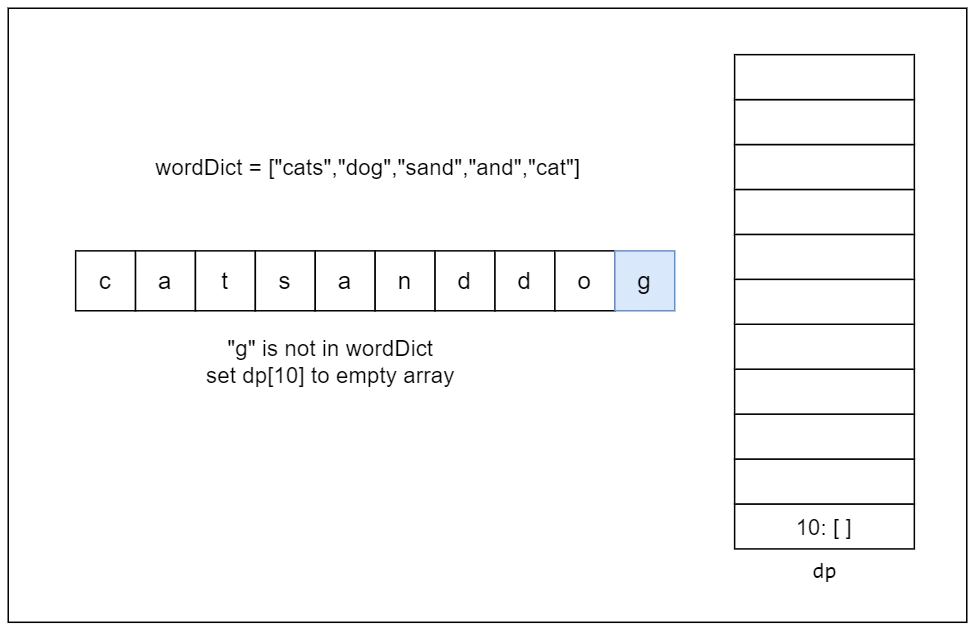 wordDict = ["cats","dog","sand","and","cat"]
c a t s a n d d o g
"g" is not in wordDict
set dp[10] to empty array
10: [ ]
dp